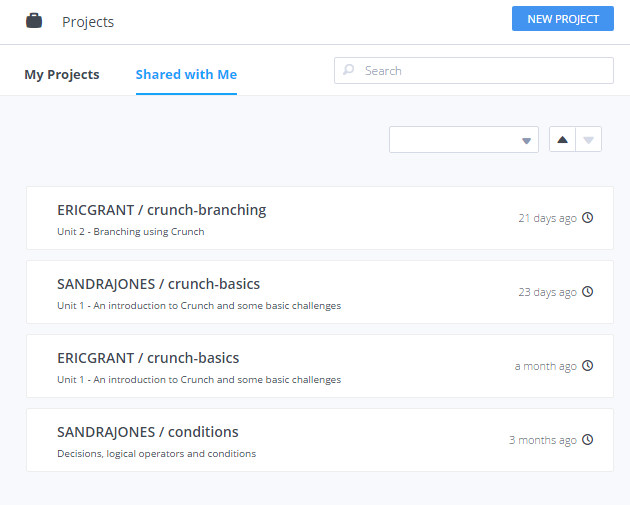 Projects
NEW PROJECT
My Projects
Shared with Me
Search
ERICGRANT / crunch-branching
Unit 2 - Branching using Crunch
21 days ago
SANDRAJONES / crunch-basics
Unit 1 - An introduction to Crunch and some basic challenges
23 days ago
ERICGRANT / crunch-basics
Unit 1 - An introduction to Crunch and some basic challenges
a month ago
SANDRAJONES / conditions
Decisions, logical operators and conditions
3 months ago